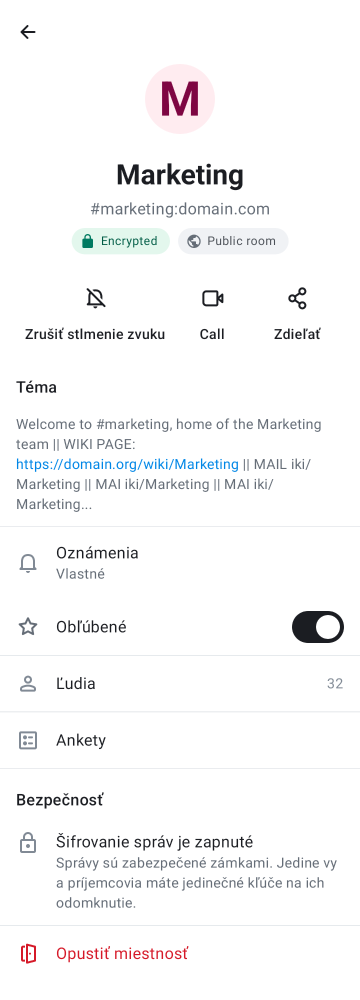 M
Marketing
#marketing:domain.com
Encrypted
Public room
Zrušiť stlmenie zvuku
Call
Zdieľať
Téma
Welcome to #marketing, home of the Marketing
team || WIKI PAGE:
https://domain.org/wiki/Marketing || MAIL iki/
Marketing || MAI iki/Marketing || MAI iki/
Marketing...
Oznámenia
Vlastné
Obľúbené
Ľudia
32
Ankety
Bezpečnosť
Šifrovanie správ je zapnuté
Správy sú zabezpečené zámkami. Jedine vy
a príjemcovia máte jedinečné kľúče na ich
odomknutie.
Opustiť miestnosť